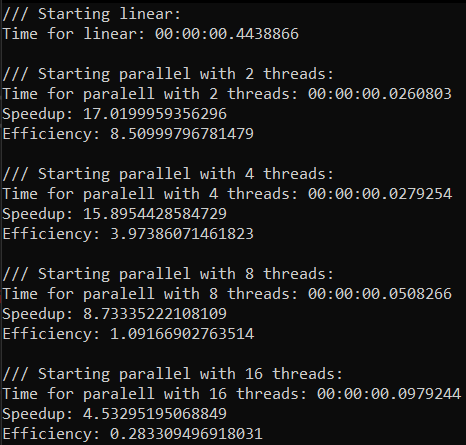 /// Starting linear:
Time for linear: 00:00:00.4438866
/// Starting parallel with 2 threads:
Time for paralell with 2 threads: 00:00:00.0260803
Speedup: 17.0199959356296
Efficiency: 8.50999796781479
/// Starting parallel with 4 threads:
Time for paralell with 4 threads: 00:00:00.0279254
Speedup: 15.8954428584729
Efficiency: 3.97386071461823
/// Starting parallel with 8 threads:
Time for paralell with 8 threads: 00:00:00.0508266
Speedup: 8.73335222108109
Efficiency: 1.09166902763514
/// Starting parallel with 16 threads:
Time for paralell with 16 threads: 00:00:00.0979244
Speedup: 4.53295195068849
Efficiency: 0.283309496918031